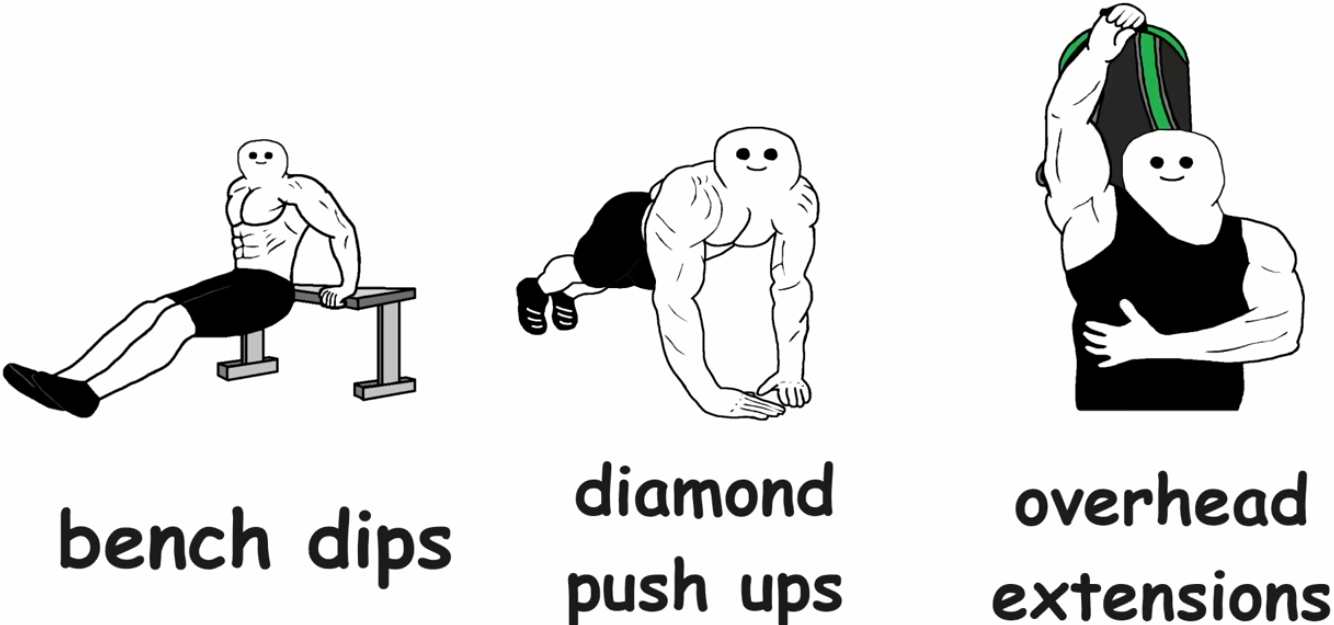 bench dips
diamond
push ups
overhead
extensions